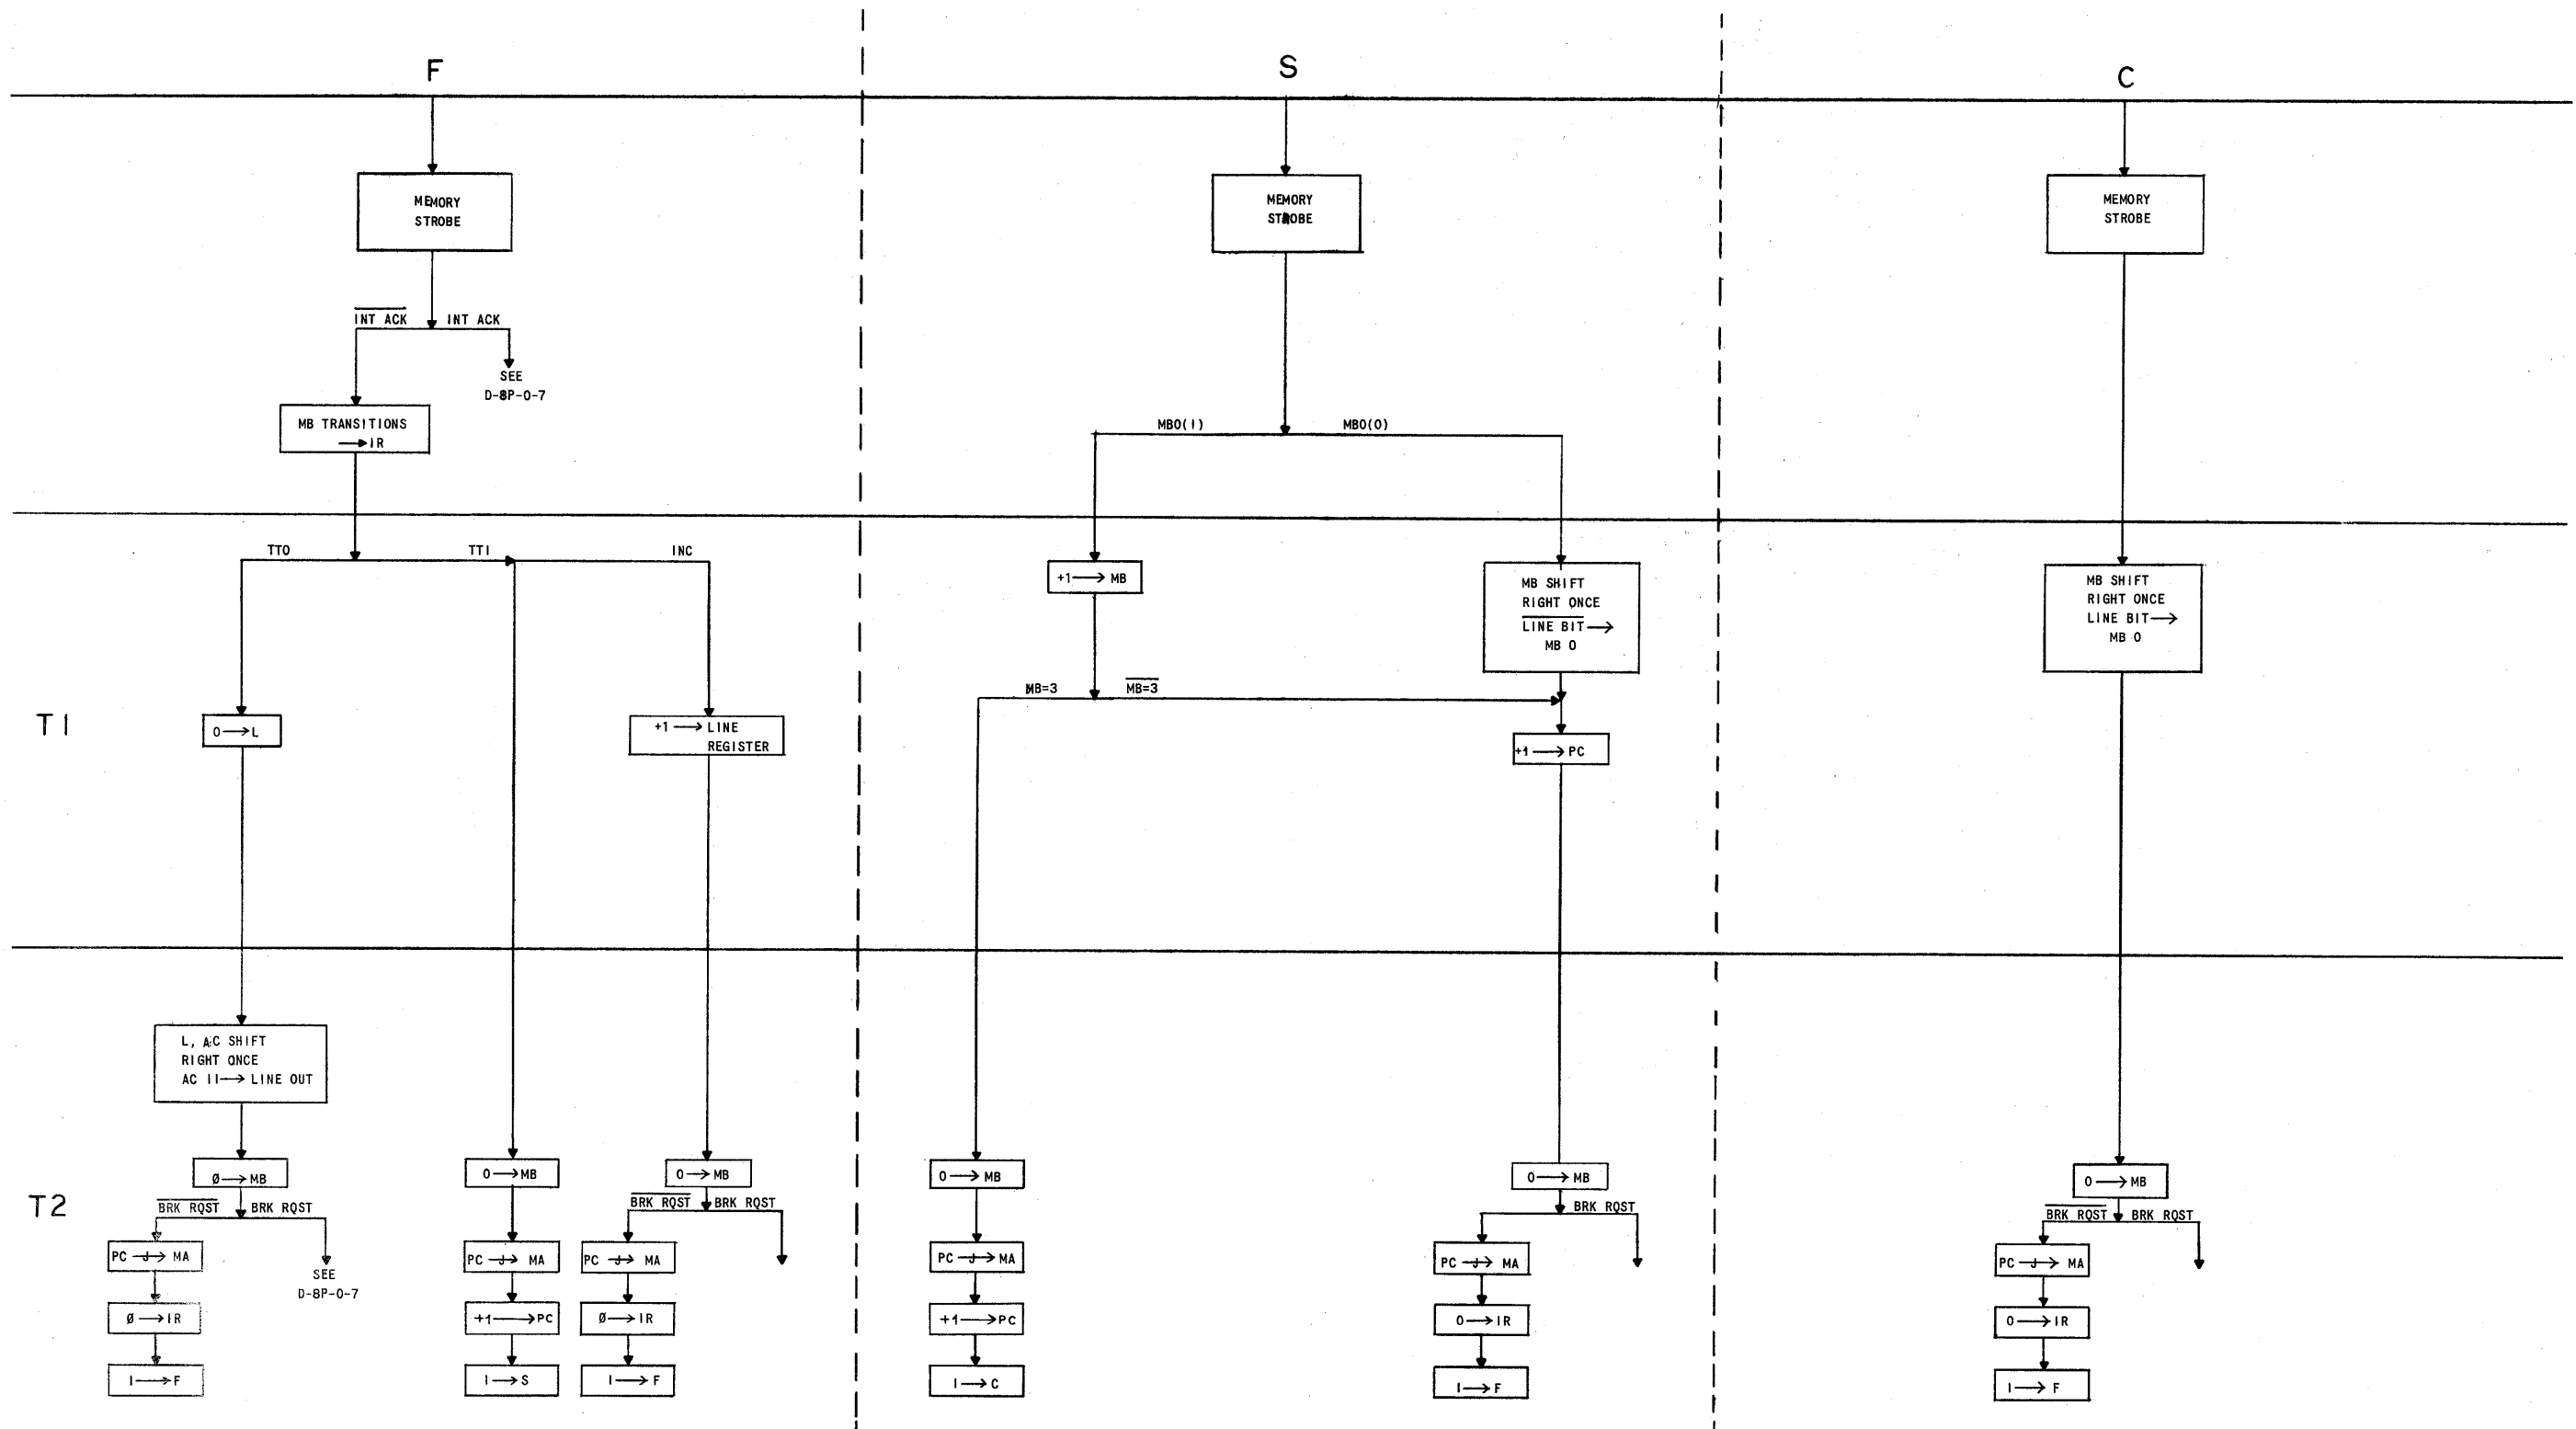 F
S
C
MEMORY
STROBE
MEMORY
STROBE
MEMORY
STROBE
INT ACK
INT ACK
SEE
D-8P-0-7
MB TRANSITIONS
→IR
MB0(1)
MB0(0)
T1
TTO
TTI
INC
0→L
+1→LINE
REGISTER
+1→MB
MB SHIFT
RIGHT ONCE
LINE BIT→
MB 0
MB=3
MB=3
+1→PC
MB SHIFT
RIGHT ONCE
LINE BIT→
MB 0
T2
L, AC SHIFT
RIGHT ONCE
AC 11→LINE OUT
Ø→MB
BRK RQST
BRK RQST
PC J→ MA
SEE
D-8P-0-7
Ø→IR
1→F
0→MB
PC J→ MA
+1→PC
1→S
0→MB
BRK RQST
BRK RQST
PC J→ MA
Ø→IR
1→F
0→MB
PC J→ MA
+1→PC
1→C
0→MB
BRK RQST
PC J→ MA
0→IR
1→F
0→MB
BRK RQST
BRK RQST
PC J→ MA
0→IR
1→F